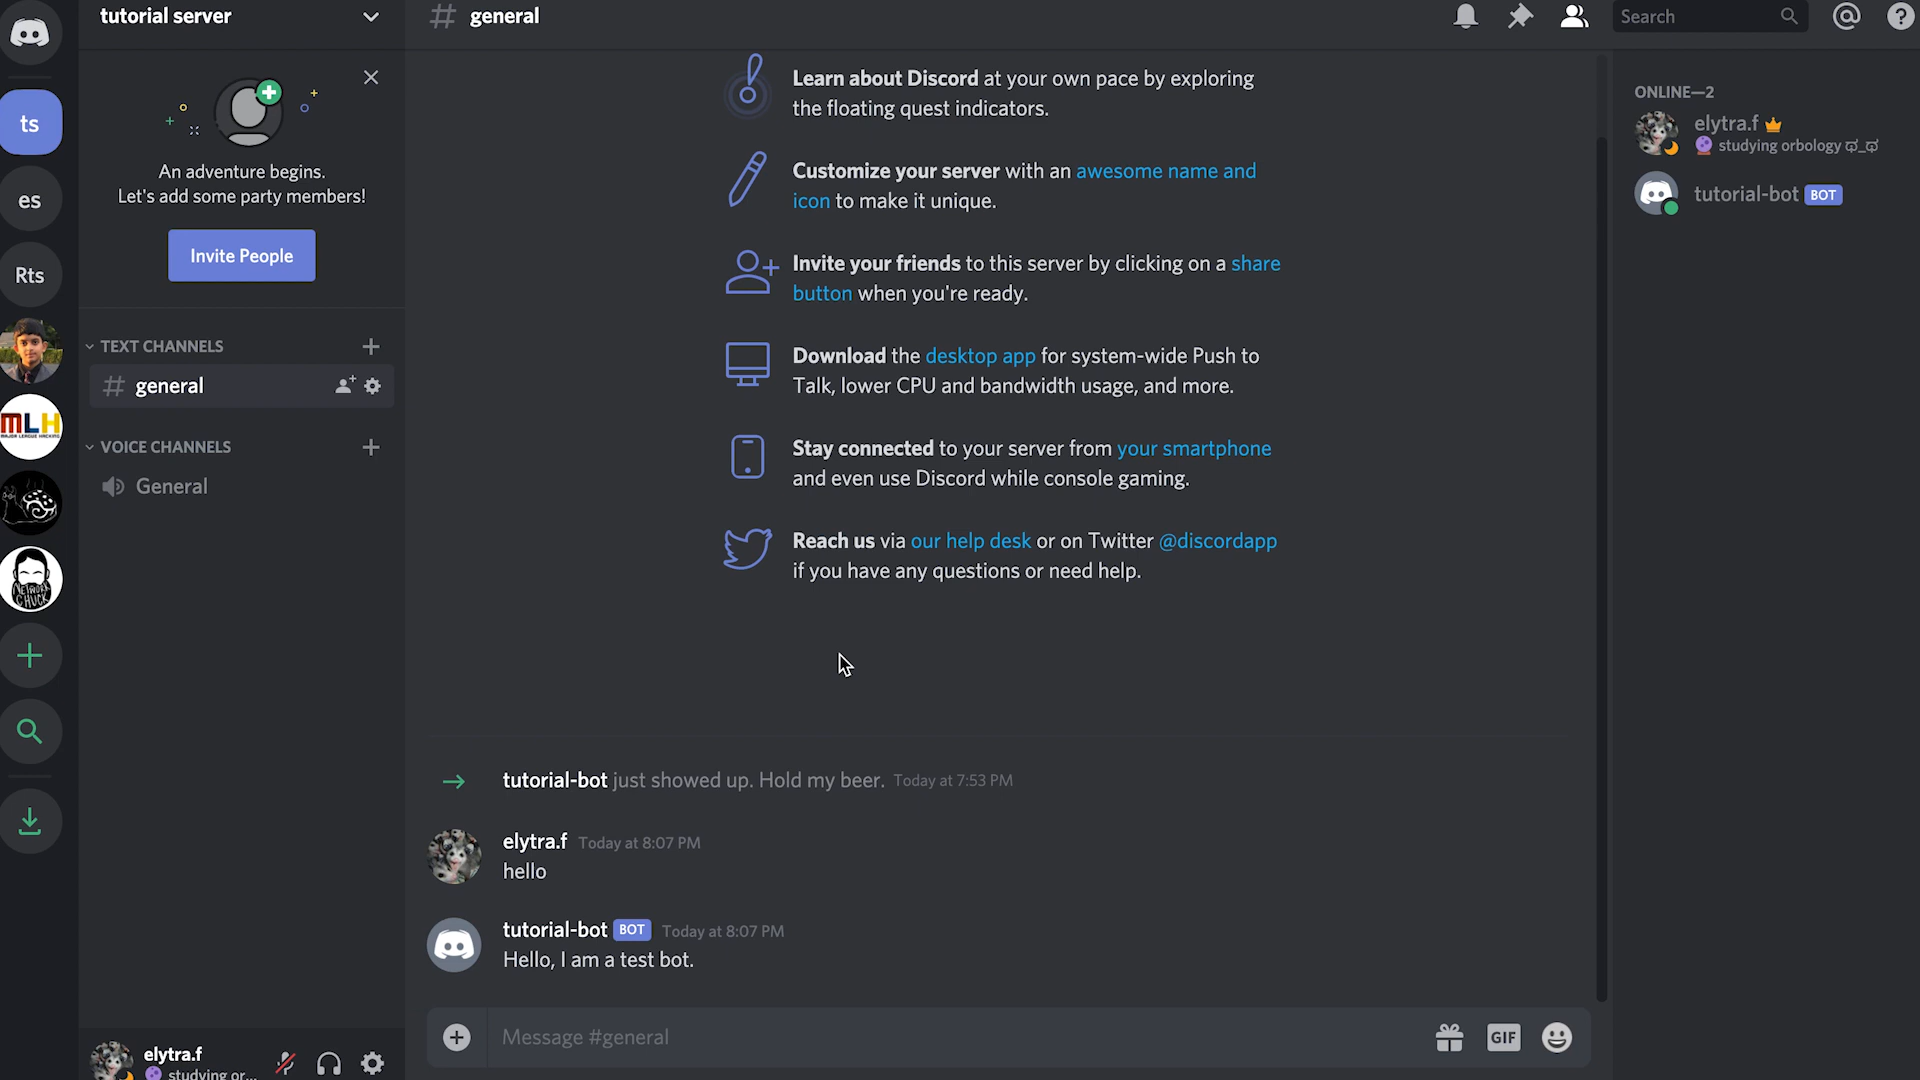 tutorial server
general
Search
ts
es
Rts
MLH
MAJOR LEAGUE HACKING
NETWORK
CHUCK
An adventure begins.
Let's add some party members!
Invite People
TEXT CHANNELS
general
VOICE CHANNELS
General
elytra.f
studying or...
Learn about Discord at your own pace by exploring
the floating quest indicators.
Customize your server with an awesome name and
icon to make it unique.
Invite your friends to this server by clicking on a share
button when you're ready.
Download the desktop app for system-wide Push to
Talk, lower CPU and bandwidth usage, and more.
Stay connected to your server from your smartphone
and even use Discord while console gaming.
Reach us via our help desk or on Twitter @discordapp
if you have any questions or need help.
tutorial-bot just showed up. Hold my beer. Today at 7:53 PM
elytra.f Today at 8:07 PM
hello
tutorial-bot BOT Today at 8:07 PM
Hello, I am a test bot.
Message #general
GIF
ONLINE—2
elytra.f
studying orbology ಠ_ಠ
tutorial-bot BOT